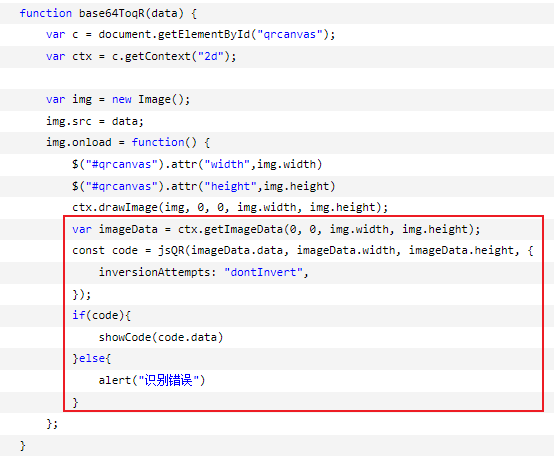 function base64ToqR(data) {
    var c = document.getElementById("qrcanvas");
    var ctx = c.getContext("2d");

    var img = new Image();
    img.src = data;
    img.onload = function() {
        $("#qrcanvas").attr("width",img.width)
        $("#qrcanvas").attr("height",img.height)
        ctx.drawImage(img, 0, 0, img.width, img.height);
        var imageData = ctx.getImageData(0, 0, img.width, img.height);
        const code = jsQR(imageData.data, imageData.width, imageData.height, {
            inversionAttempts: "dontInvert",
        });
        if(code){
            showCode(code.data)
        }else{
            alert("识别错误")
        }
    };
}